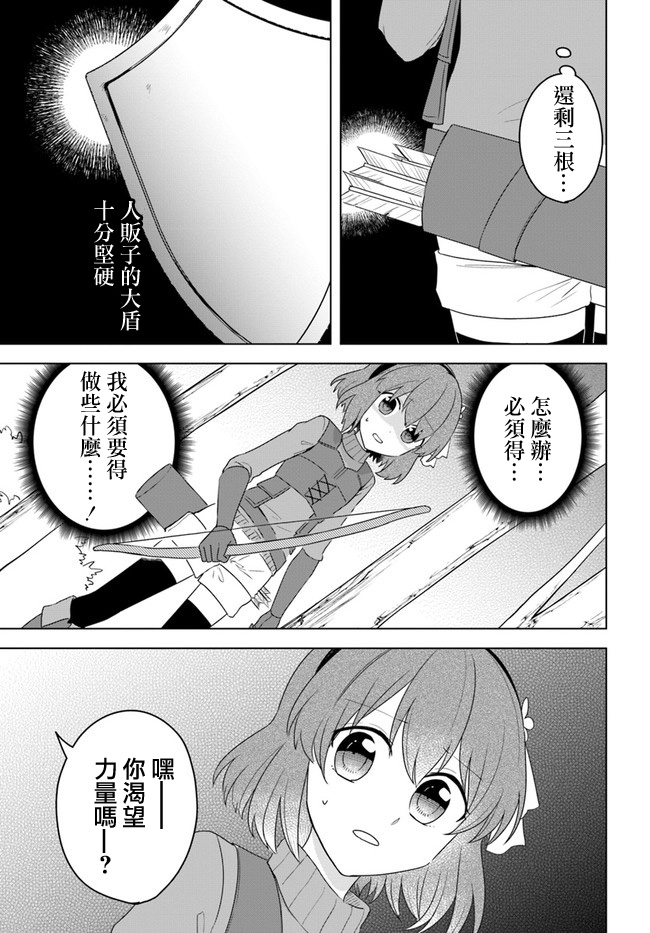 還剩三根…
人販子的大盾
十分堅硬
怎麼辦…
必須得…
我必須要得
做些什麼……！
嘿——
你渴望
力量嗎—？